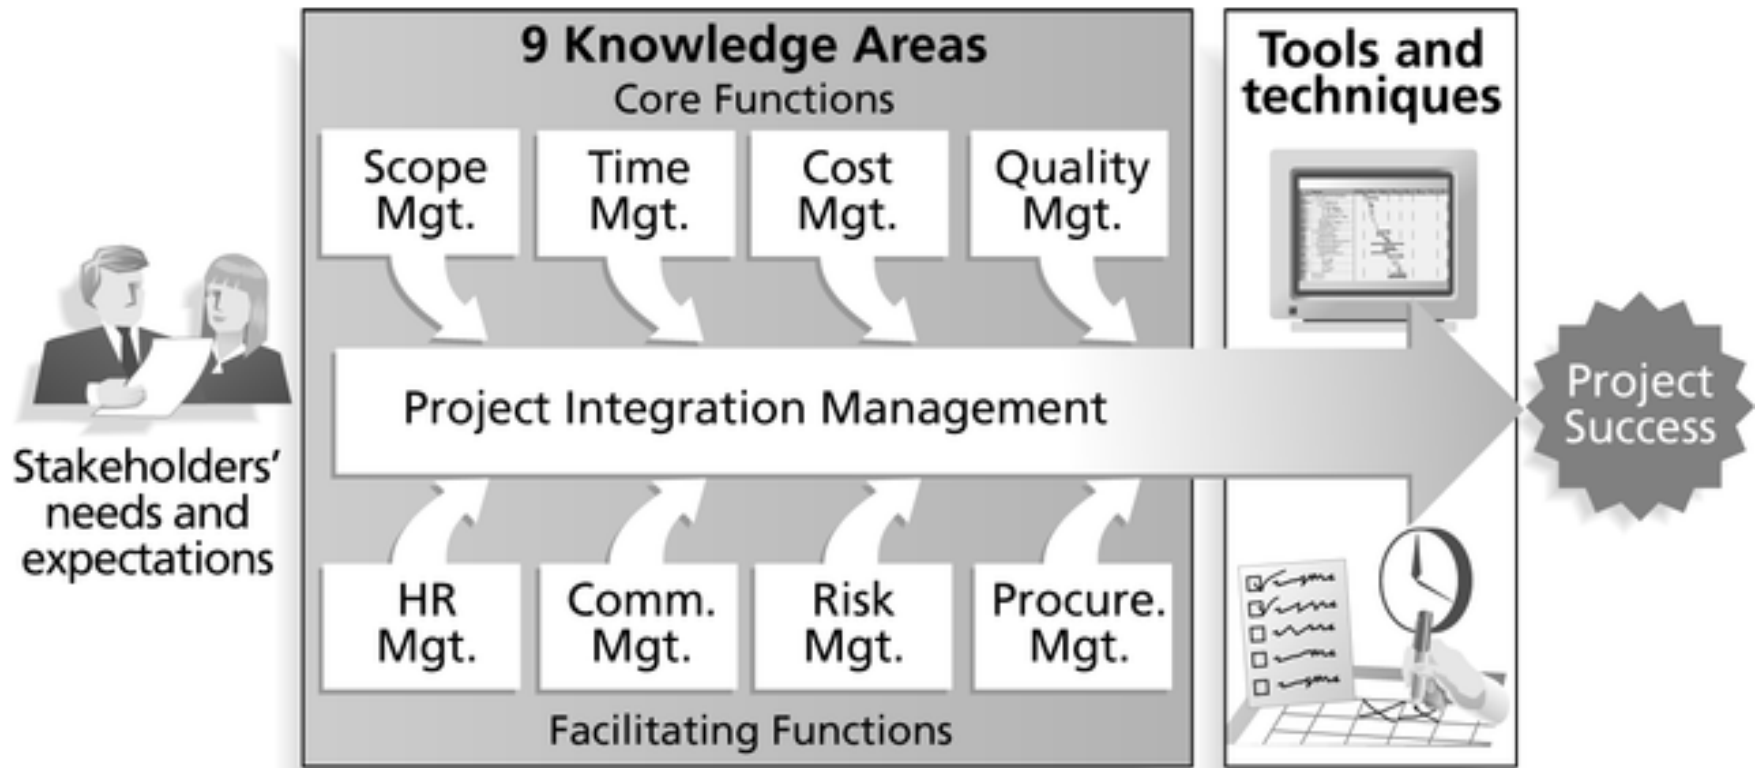 9 Knowledge Areas
Core Functions
Scope
Mgt.
Time
Mgt.
Cost
Mgt.
Quality
Mgt.
Project Integration Management
HR
Mgt.
Comm.
Mgt.
Risk
Mgt.
Procure.
Mgt.
Facilitating Functions
Stakeholders’
needs and
expectations
Tools and
techniques
Project
Success